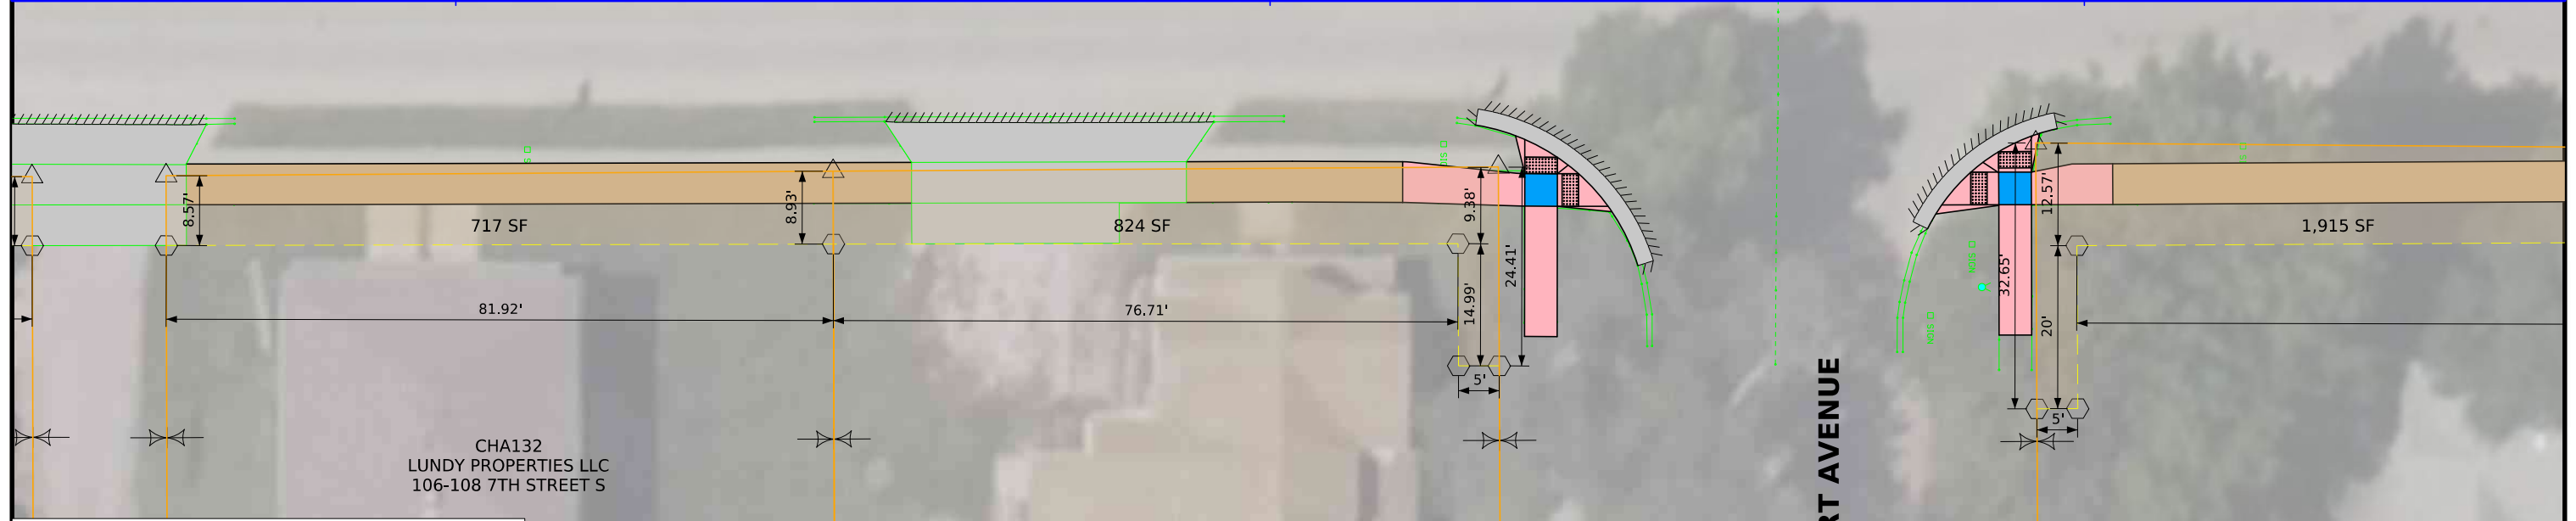 8.57'
717 SF
8.93'
824 SF
9.38'
24.41'
14.99'
12.57'
32.65'
1,915 SF
81.92'
76.71'
20'
5'
5'
CHA132
LUNDY PROPERTIES LLC
106-108 7TH STREET S
RT AVENUE